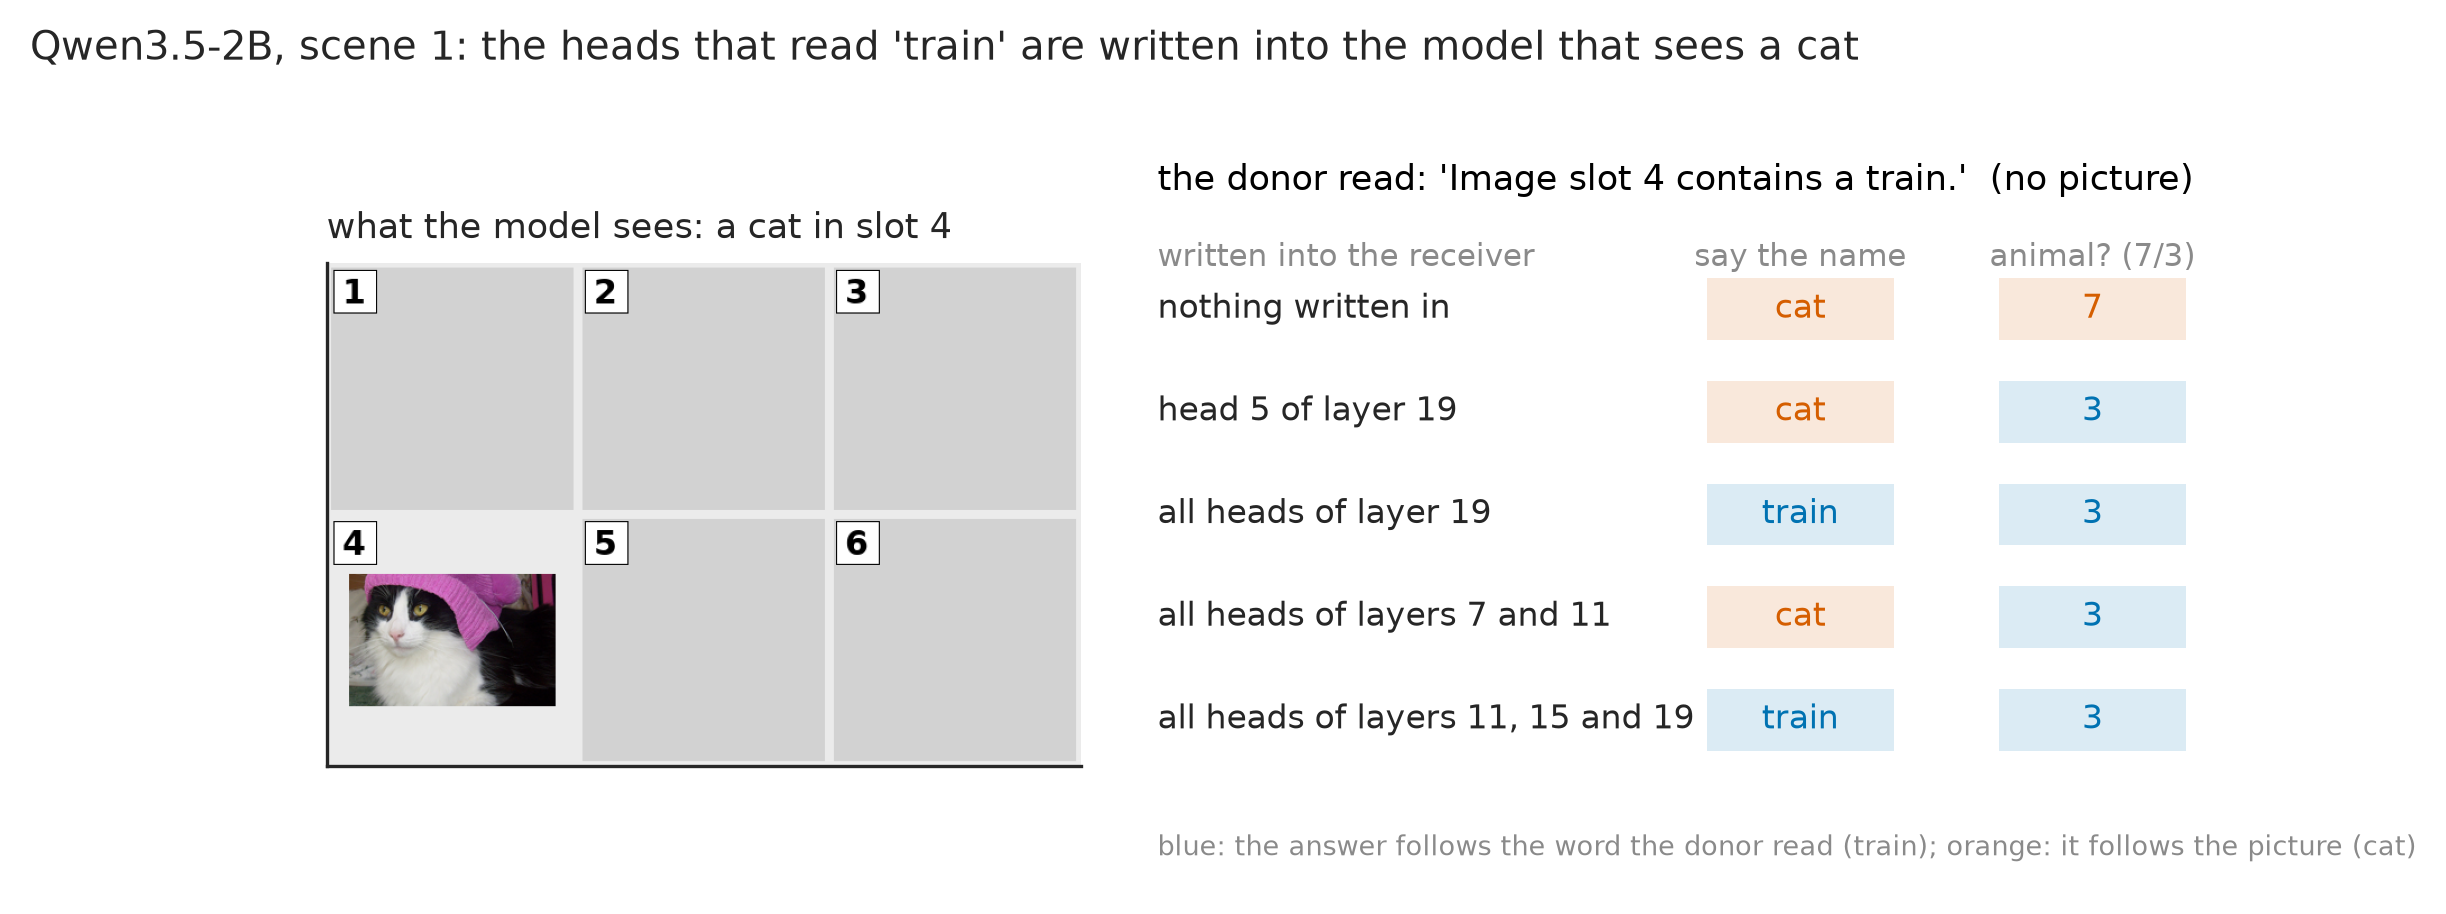 Qwen3.5-2B, scene 1: the heads that read 'train' are written into the model that sees a cat
what the model sees: a cat in slot 4
1
2
3
4
5
6
the donor read: 'Image slot 4 contains a train.' (no picture)
written into the receiver say the name animal? (7/3)
nothing written in cat 7
head 5 of layer 19 cat 3
all heads of layer 19 train 3
all heads of layers 7 and 11 cat 3
all heads of layers 11, 15 and 19 train 3
blue: the answer follows the word the donor read (train); orange: it follows the picture (cat)